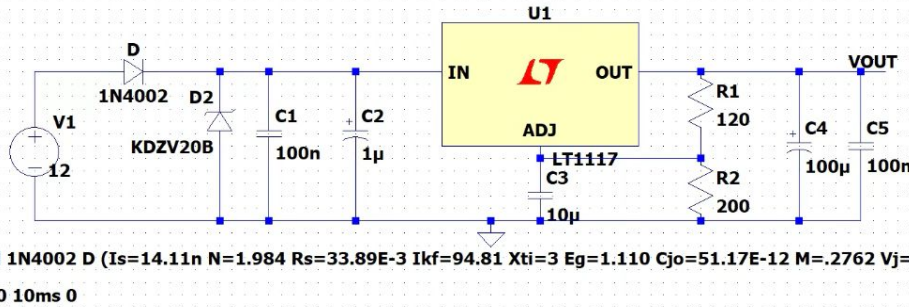 U1
D
1N4002
D2
KDZV20B
V1
12
C1
100n
C2
1µ
IN
OUT
ADJ
LT1117
C3
10µ
R1
120
R2
200
C4
100µ
VOUT
C5
100n
1N4002 D (Is=14.11n N=1.984 Rs=33.89E-3 Ikf=94.81 Xti=3 Eg=1.110 Cjo=51.17E-12 M=.2762 Vj=
0 10ms 0